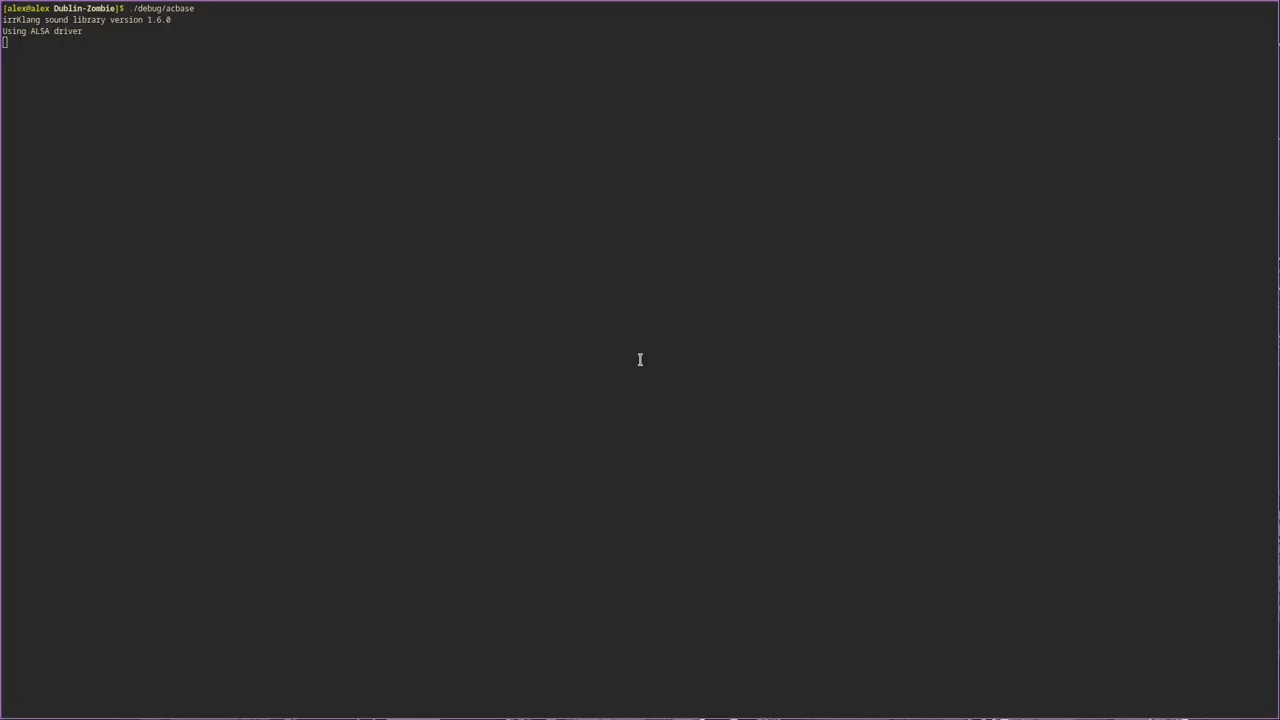 [alex@alex Dublin-Zombie]$ ./debug/acbase
irrKlang sound library version 1.6.0
Using ALSA driver